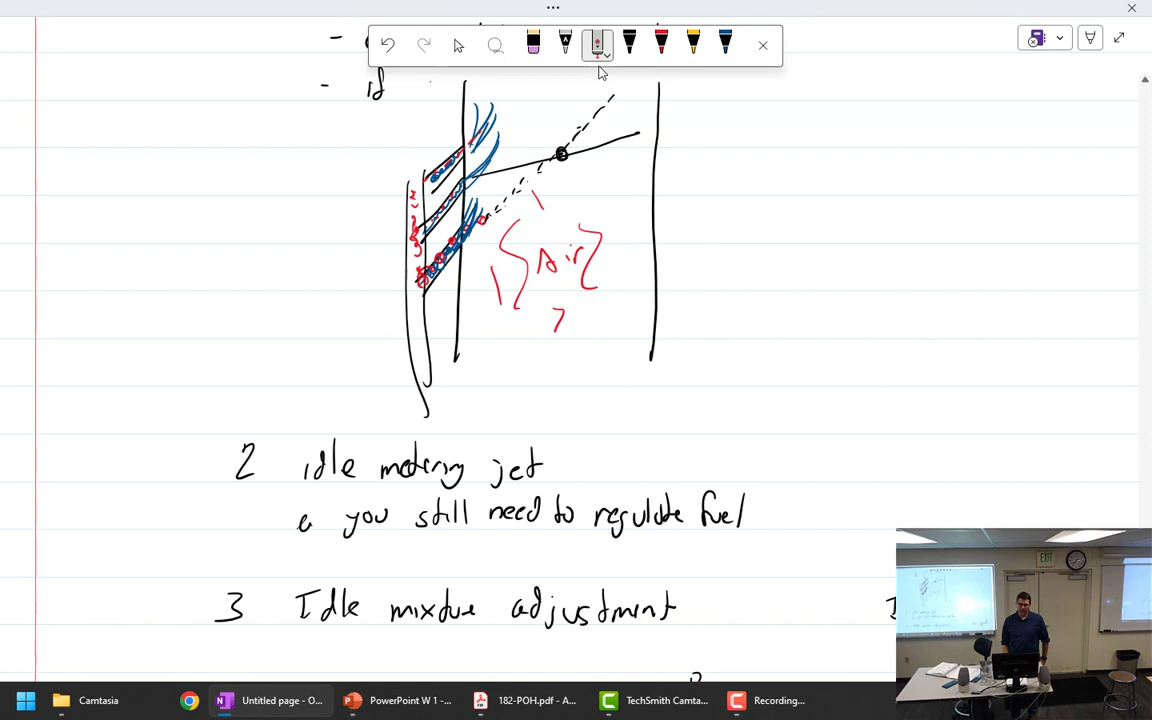 - if
Air
2 idle metering jet
you still need to regulate fuel
3 Idle mixture adjustment
Camtasia
Untitled page - O...
PowerPoint W 1 -...
182-POH.pdf - A...
TechSmith Camta...
Recording...